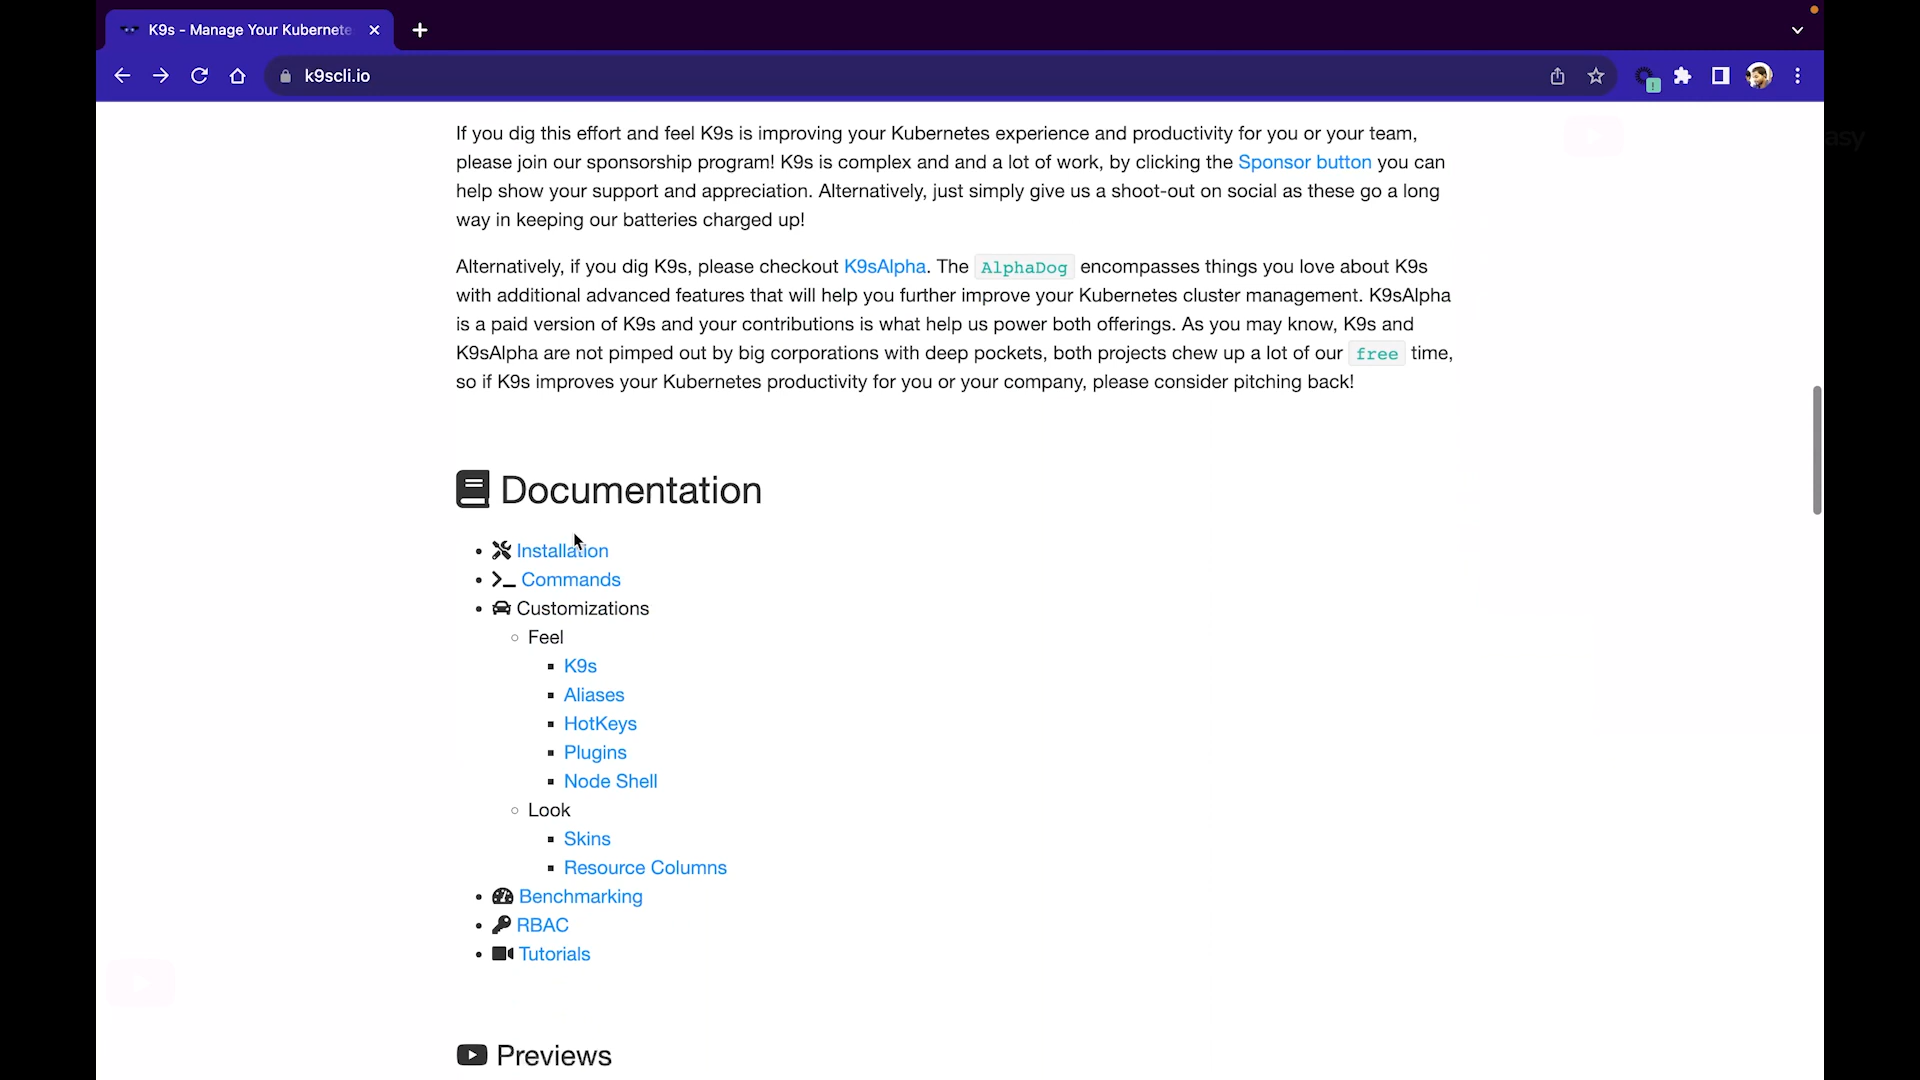 K9s - Manage Your Kubernete
k9scli.io
If you dig this effort and feel K9s is improving your Kubernetes experience and productivity for you or your team,
please join our sponsorship program! K9s is complex and and a lot of work, by clicking the Sponsor button you can
help show your support and appreciation. Alternatively, just simply give us a shoot-out on social as these go a long
way in keeping our batteries charged up!
Alternatively, if you dig K9s, please checkout K9sAlpha. The AlphaDog encompasses things you love about K9s
with additional advanced features that will help you further improve your Kubernetes cluster management. K9sAlpha
is a paid version of K9s and your contributions is what help us power both offerings. As you may know, K9s and
K9sAlpha are not pimped out by big corporations with deep pockets, both projects chew up a lot of our free time,
so if K9s improves your Kubernetes productivity for you or your company, please consider pitching back!
Documentation
Installation
Commands
Customizations
Feel
K9s
Aliases
HotKeys
Plugins
Node Shell
Look
Skins
Resource Columns
Benchmarking
RBAC
Tutorials
Previews